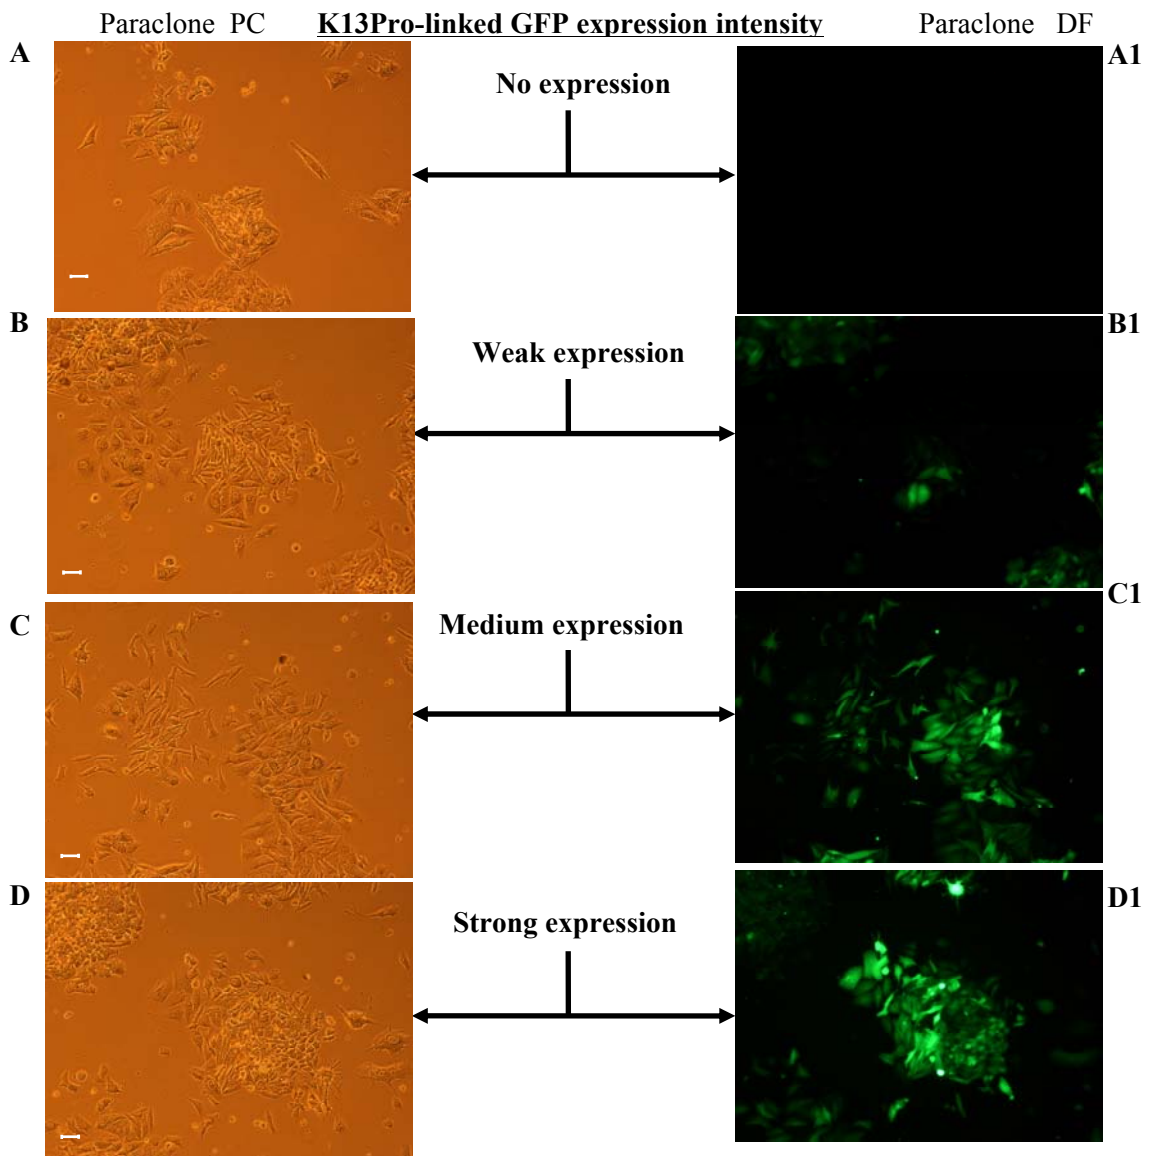 Paraclone PC K13Pro-linked GFP expression intensity Paraclone DF
A A1
No expression
B B1
Weak expression
C C1
Medium expression
D D1
Strong expression